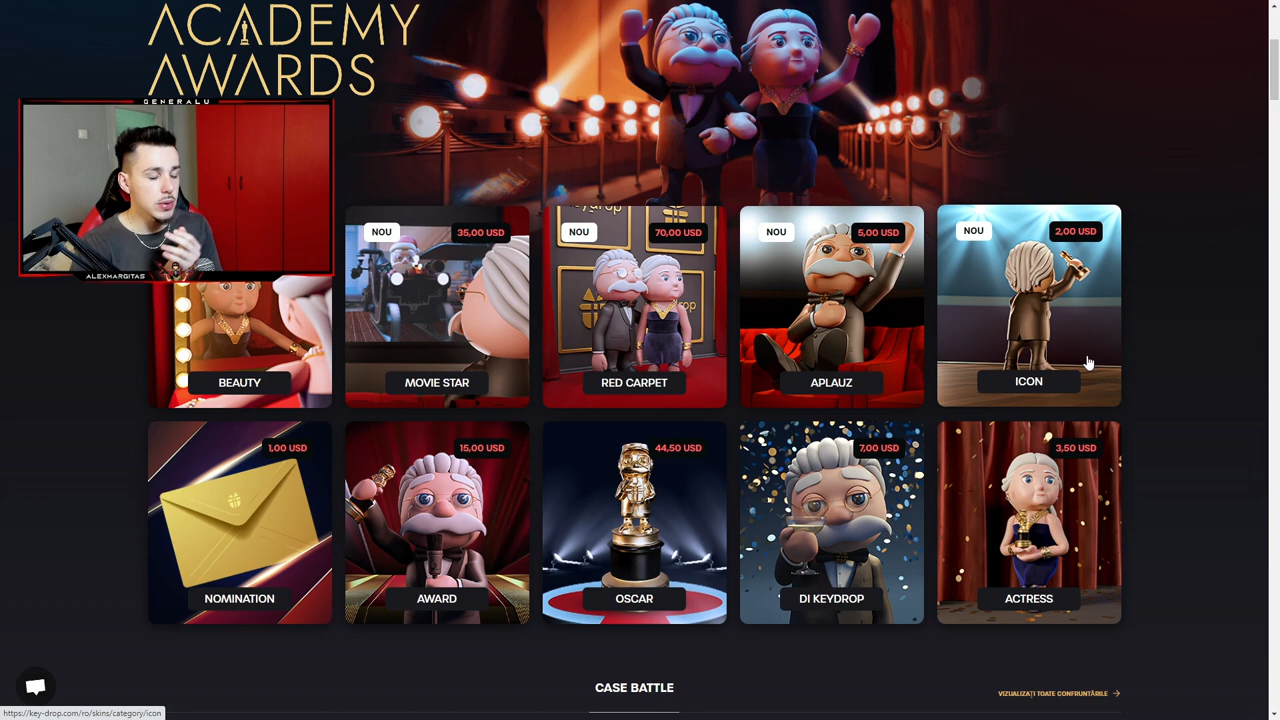 ACADEMY
AWARDS
GENERALU
ALEXMARGITAS
NOU
35,00 USD
NOU
70,00 USD
NOU
5,00 USD
NOU
2,00 USD
BEAUTY
MOVIE STAR
RED CARPET
APLAUZ
ICON
1,00 USD
15,00 USD
44,50 USD
7,00 USD
3,50 USD
NOMINATION
AWARD
OSCAR
DI KEYDROP
ACTRESS
CASE BATTLE
VIZUALIZAȚI TOATE CONFRUNTĂRILE
https://key-drop.com/ro/skins/category/icon